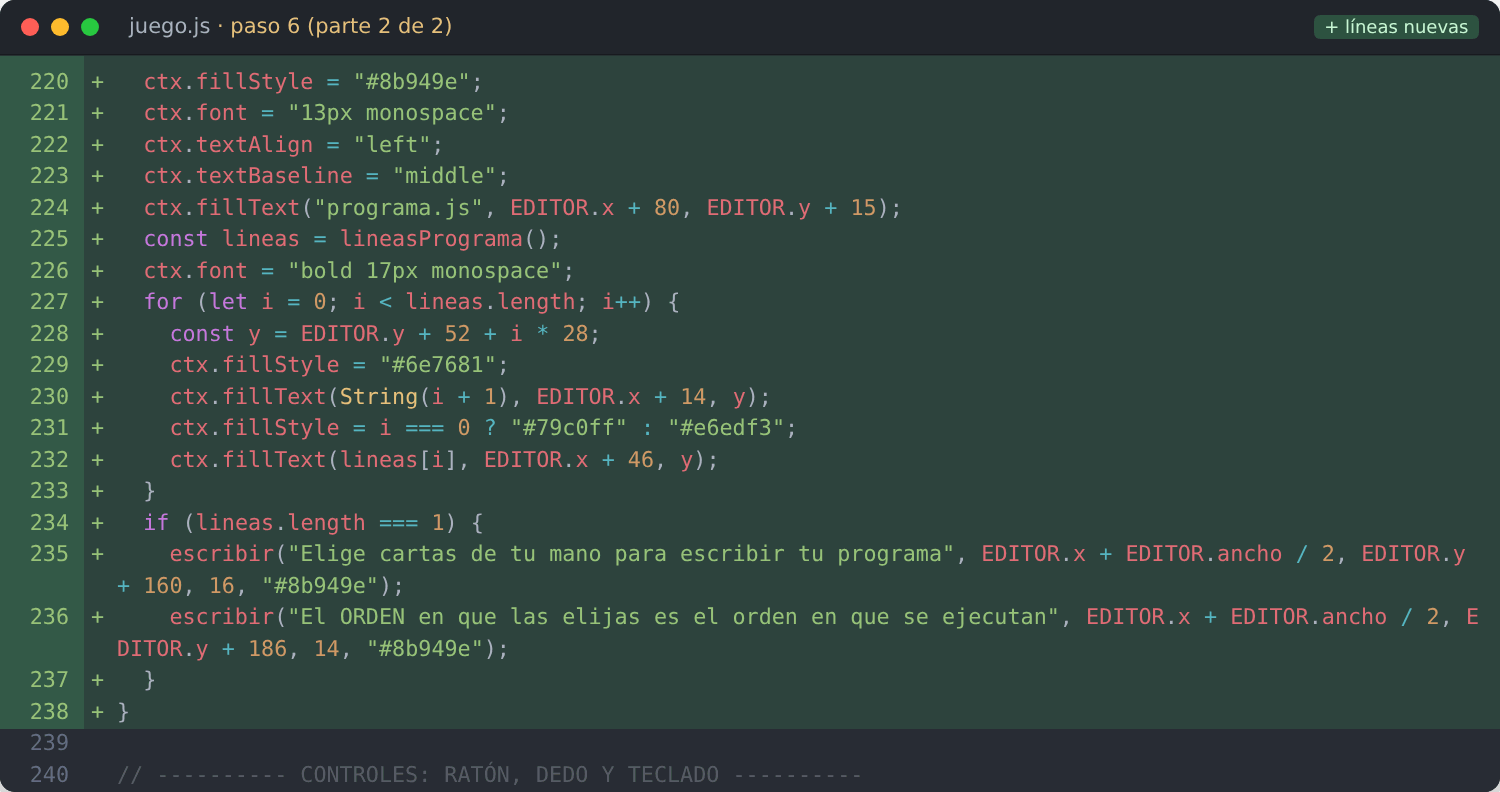 juego.js · paso 6 (parte 2 de 2)
+ líneas nuevas
220 +   ctx.fillStyle = "#8b949e";
221 +   ctx.font = "13px monospace";
222 +   ctx.textAlign = "left";
223 +   ctx.textBaseline = "middle";
224 +   ctx.fillText("programa.js", EDITOR.x + 80, EDITOR.y + 15);
225 +   const lineas = lineasPrograma();
226 +   ctx.font = "bold 17px monospace";
227 +   for (let i = 0; i < lineas.length; i++) {
228 +     const y = EDITOR.y + 52 + i * 28;
229 +     ctx.fillStyle = "#6e7681";
230 +     ctx.fillText(String(i + 1), EDITOR.x + 14, y);
231 +     ctx.fillStyle = i === 0 ? "#79c0ff" : "#e6edf3";
232 +     ctx.fillText(lineas[i], EDITOR.x + 46, y);
233 +   }
234 +   if (lineas.length === 1) {
235 +     escribir("Elige cartas de tu mano para escribir tu programa", EDITOR.x + EDITOR.ancho / 2, EDITOR.y
+ 160, 16, "#8b949e");
236 +     escribir("El ORDEN en que las elijas es el orden en que se ejecutan", EDITOR.x + EDITOR.ancho / 2, E
DITOR.y + 186, 14, "#8b949e");
237 +   }
238 + }
239
240   // ---------- CONTROLES: RATÓN, DEDO Y TECLADO ----------